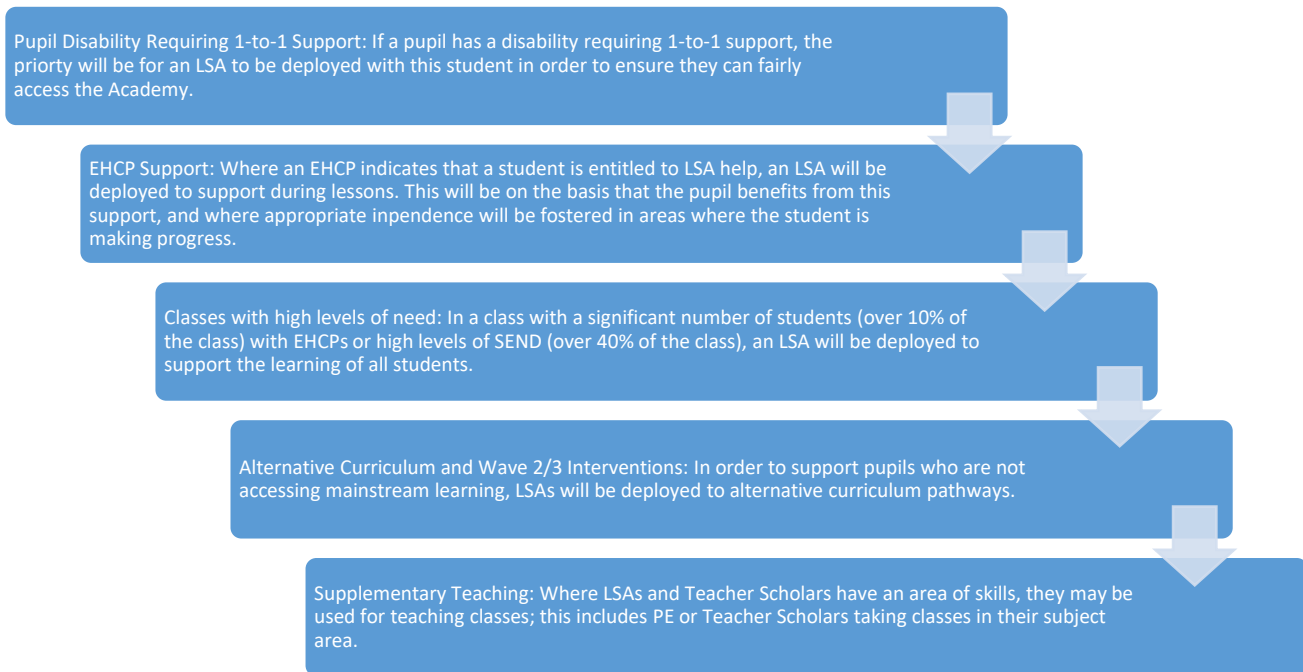 Pupil Disability Requiring 1-to-1 Support: If a pupil has a disability requiring 1-to-1 support, the
priorty will be for an LSA to be deployed with this student in order to ensure they can fairly
access the Academy.
EHCP Support: Where an EHCP indicates that a student is entitled to LSA help, an LSA will be
deployed to support during lessons. This will be on the basis that the pupil benefits from this
support, and where appropriate inpendence will be fostered in areas where the student is
making progress.
Classes with high levels of need: In a class with a significant number of students (over 10% of
the class) with EHCPs or high levels of SEND (over 40% of the class), an LSA will be deployed to
support the learning of all students.
Alternative Curriculum and Wave 2/3 Interventions: In order to support pupils who are not
accessing mainstream learning, LSAs will be deployed to alternative curriculum pathways.
Supplementary Teaching: Where LSAs and Teacher Scholars have an area of skills, they may be
used for teaching classes; this includes PE or Teacher Scholars taking classes in their subject
area.